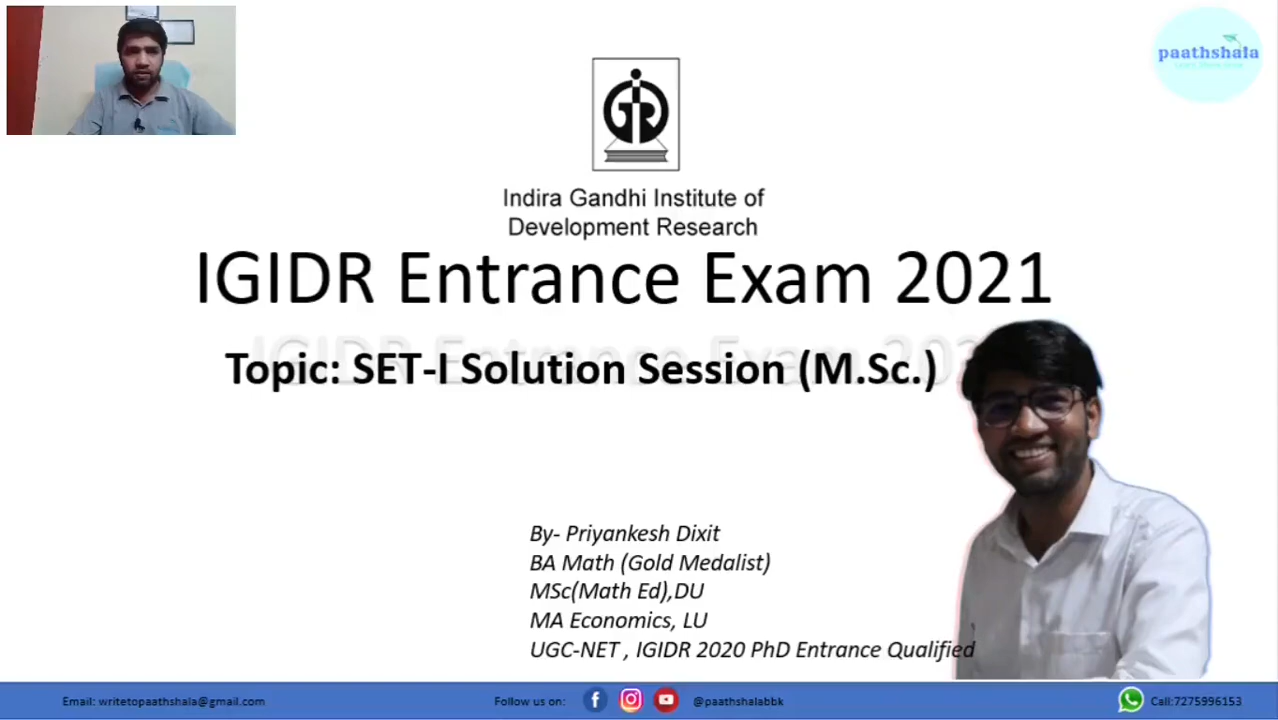 paathshala
Indira Gandhi Institute of
Development Research
IGIDR Entrance Exam 2021
Topic: SET-I Solution Session (M.Sc.)
By- Priyankesh Dixit
BA Math (Gold Medalist)
MSc(Math Ed),DU
MA Economics, LU
UGC-NET , IGIDR 2020 PhD Entrance Qualified
Email: writetopaathshala@gmail.com
Follow us on:
@paathshalabbk
Call:7275996153